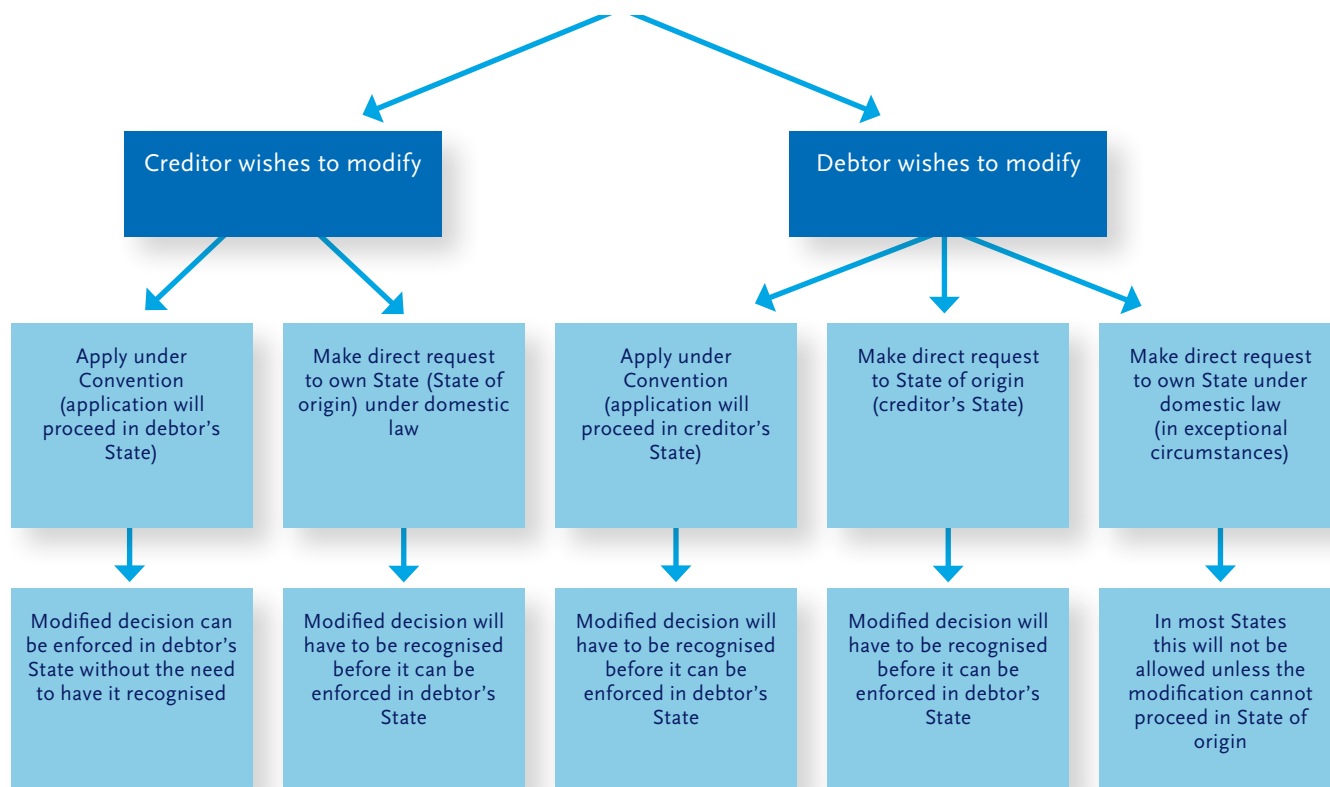 Creditor wishes to modify
Debtor wishes to modify
Apply under
Convention
(application will
proceed in debtor's
State)
Make direct request
to own State (State of
origin) under domestic
law
Apply under
Convention
(application will
proceed in creditor's
State)
Make direct request
to State of origin
(creditor's State)
Make direct request
to own State under
domestic law
(in exceptional
circumstances)
Modified decision can
be enforced in debtor's
State without the need
to have it recognised
Modified decision will
have to be recognised
before it can be
enforced in debtor's
State
Modified decision will
have to be recognised
before it can be
enforced in debtor's
State
Modified decision will
have to be recognised
before it can be
enforced in debtor's
State
In most States
this will not be
allowed unless the
modification cannot
proceed in State of
origin